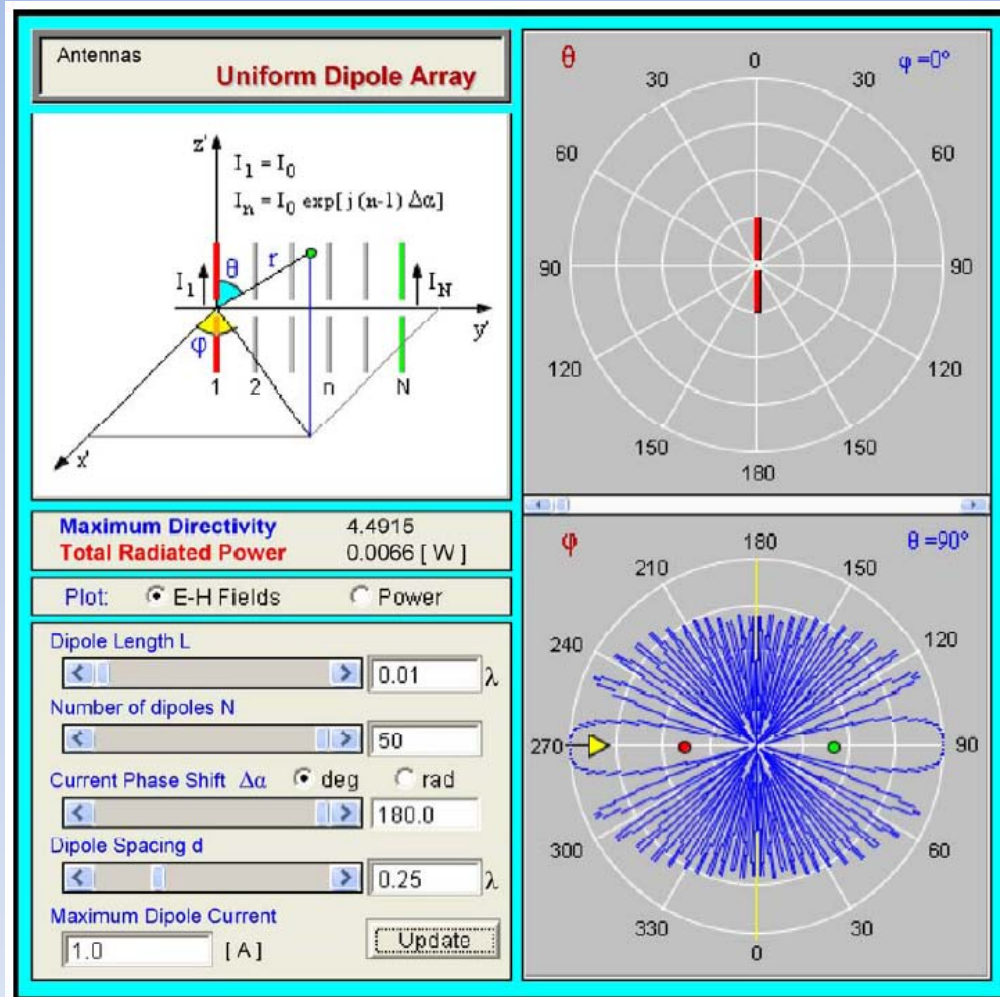 Antennas
Uniform Dipole Array
z'
I1 = I0
In = I0 exp[j(n-1) Δα]
θ r
I1 IN
y'
φ
1 2 n N
x'
Maximum Directivity 4.4915
Total Radiated Power 0.0066 [ W ]
Plot: E-H Fields Power
Dipole Length L
0.01 λ
Number of dipoles N
50
Current Phase Shift Δα deg rad
180.0
Dipole Spacing d
0.25 λ
Maximum Dipole Current
1.0 [ A ]
Update
θ 0 φ =0°
30 30
60 60
90 90
120 120
150 150
180
φ 180 θ =90°
210 150
240 120
270 90
300 60
330 30
0